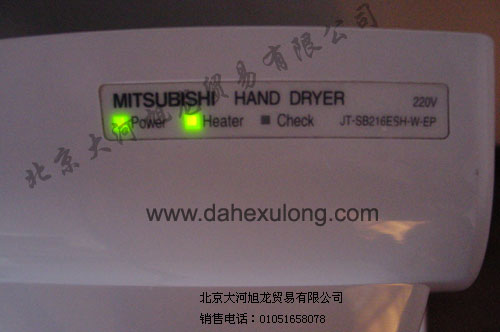 北京大河旭龙贸易有限公司
MITSUBISHI HAND DRYER 220V
Power Heater Check JT-SB216ESH-W-EP
www.dahexulong.com
北京大河旭龙贸易有限公司
销售电话：01051658078